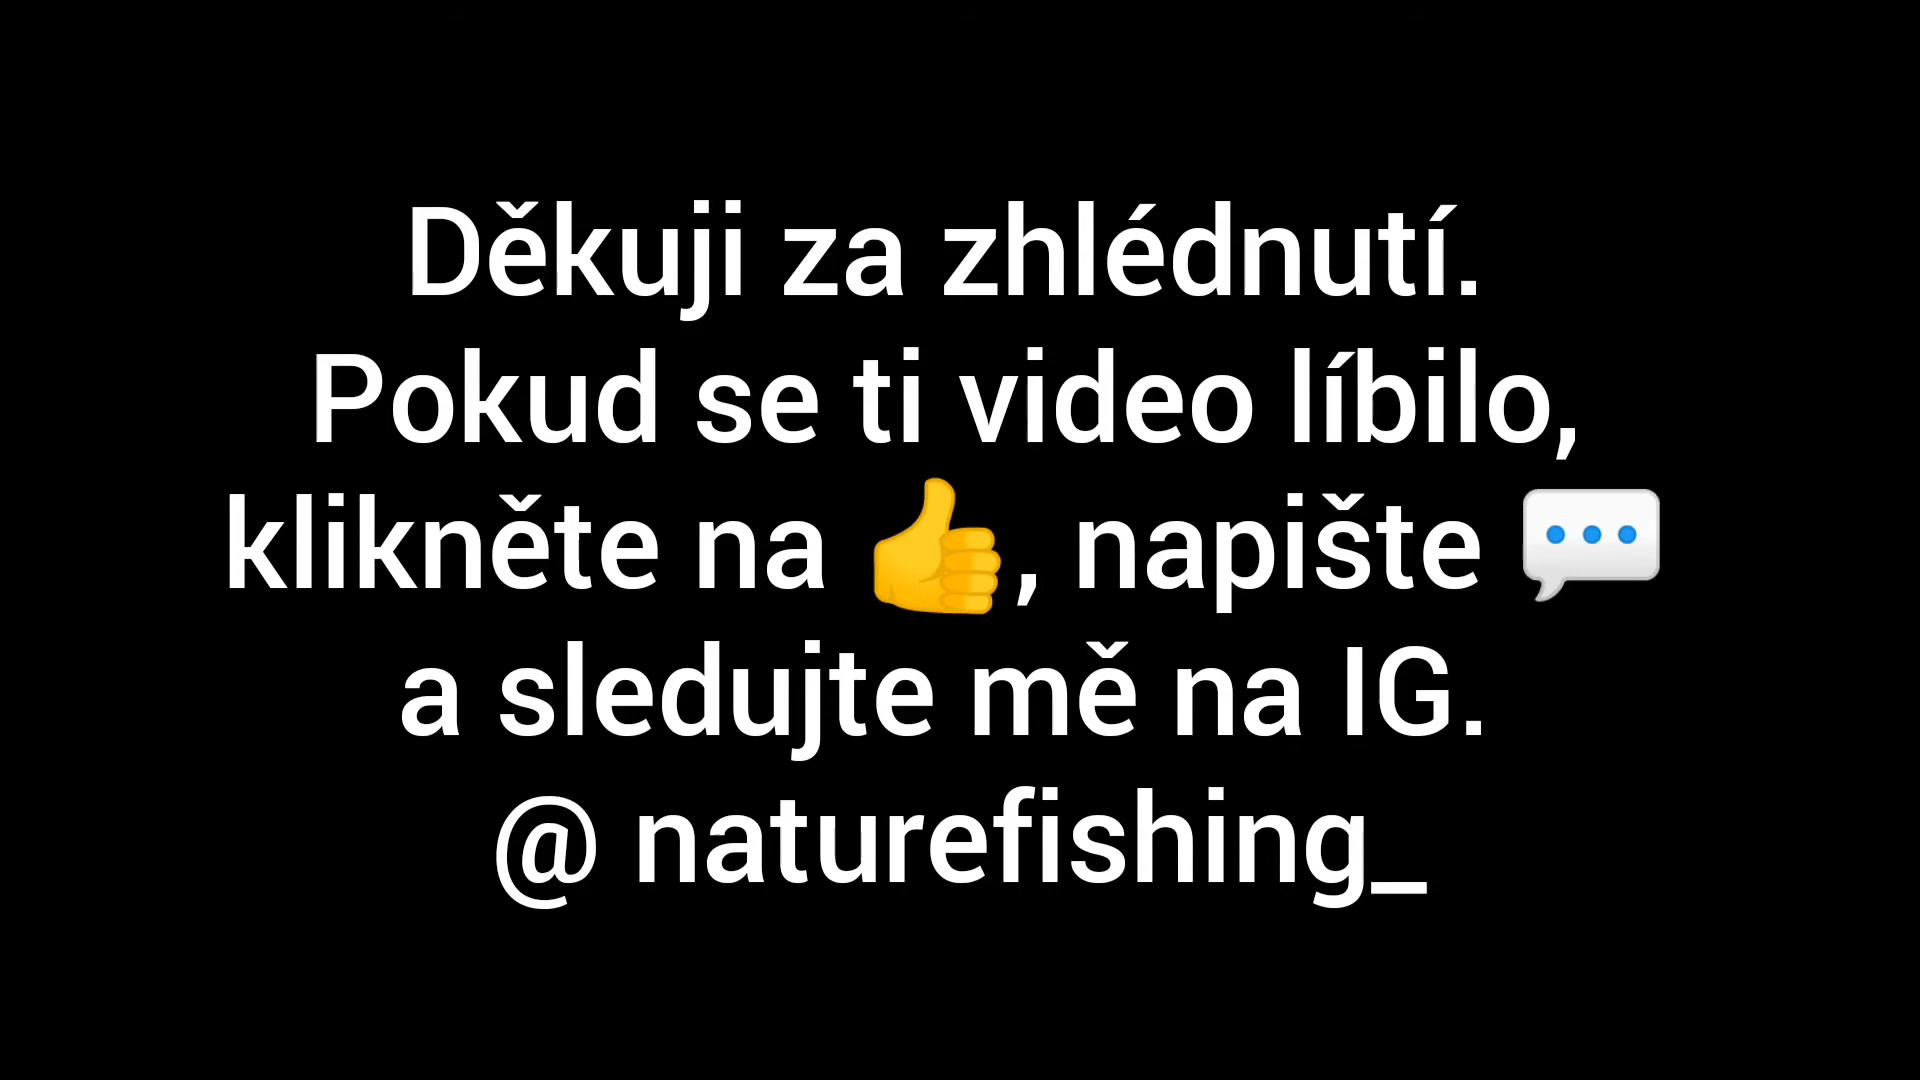 Děkuji za zhlédnutí.
Pokud se ti video líbilo,
klikněte na 👍, napište 💬
a sledujte mě na IG.
@ naturefishing_